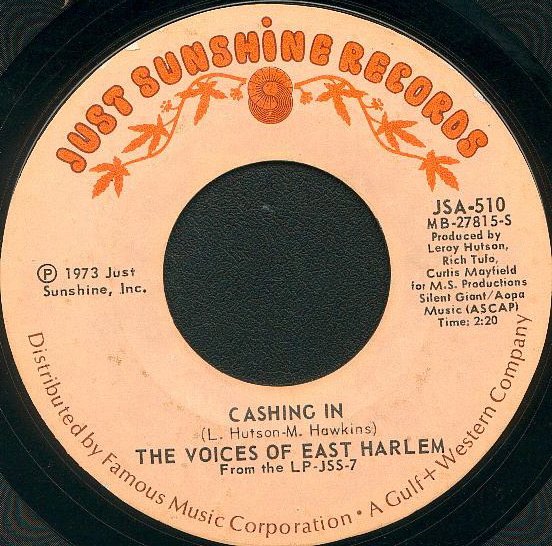 JUST SUNSHINE RECORDS
S
JSA-510
MB-27815-S
Produced by
Leroy Hutson,
Rich Tufo,
Curtis Mayfield
for M.S. Productions
Silent Giant/Aopa
Music (ASCAP)
Time: 2:20
Ⓟ 1973 Just
Sunshine, Inc.
CASHING IN
(L. Hutson-M. Hawkins)
THE VOICES OF EAST HARLEM
From the LP-JSS-7
Distributed by Famous Music Corporation • A Gulf + Western Company